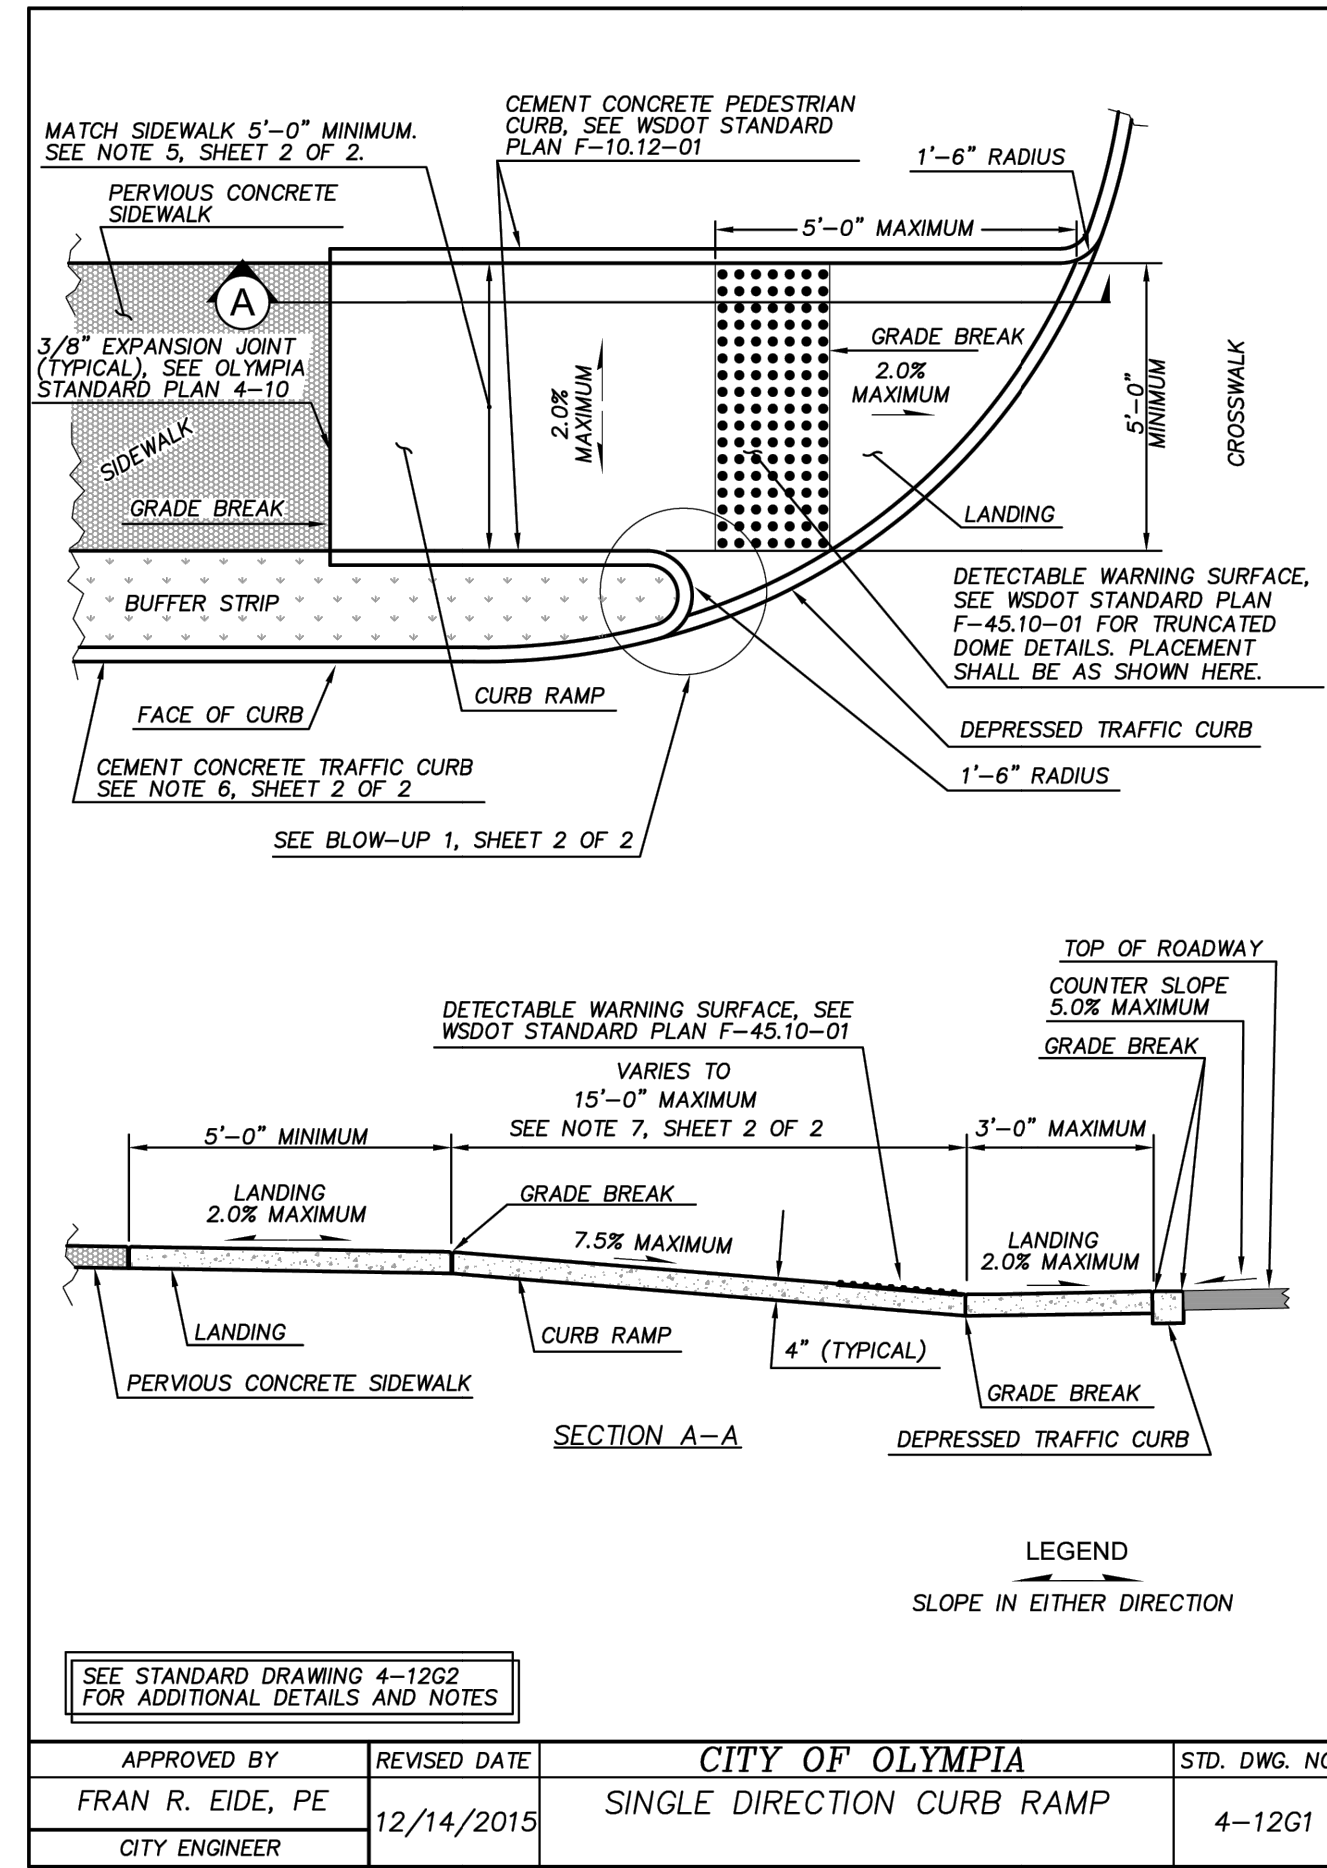 CEMENT CONCRETE PEDESTRIAN
CURB, SEE WSDOT STANDARD
PLAN F-10.12-01
MATCH SIDEWALK 5'-0" MINIMUM.
SEE NOTE 5, SHEET 2 OF 2.
1'-6" RADIUS
PERVIOUS CONCRETE
SIDEWALK
5'-0" MAXIMUM
A
3/8" EXPANSION JOINT
(TYPICAL), SEE OLYMPIA
STANDARD PLAN 4-10
GRADE BREAK
2.0%
MAXIMUM
2.0%
MAXIMUM
5'-0"
MINIMUM
CROSSWALK
SIDEWALK
GRADE BREAK
LANDING
BUFFER STRIP
DETECTABLE WARNING SURFACE,
SEE WSDOT STANDARD PLAN
F-45.10-01 FOR TRUNCATED
DOME DETAILS. PLACEMENT
SHALL BE AS SHOWN HERE.
CURB RAMP
FACE OF CURB
DEPRESSED TRAFFIC CURB
CEMENT CONCRETE TRAFFIC CURB
SEE NOTE 6, SHEET 2 OF 2
1'-6" RADIUS
SEE BLOW-UP 1, SHEET 2 OF 2
TOP OF ROADWAY
COUNTER SLOPE
5.0% MAXIMUM
DETECTABLE WARNING SURFACE, SEE
WSDOT STANDARD PLAN F-45.10-01
GRADE BREAK
VARIES TO
15'-0" MAXIMUM
SEE NOTE 7, SHEET 2 OF 2
5'-0" MINIMUM
3'-0" MAXIMUM
LANDING
2.0% MAXIMUM
GRADE BREAK
7.5% MAXIMUM
LANDING
2.0% MAXIMUM
LANDING
CURB RAMP
4" (TYPICAL)
PERVIOUS CONCRETE SIDEWALK
GRADE BREAK
SECTION A-A
DEPRESSED TRAFFIC CURB
LEGEND
SLOPE IN EITHER DIRECTION
SEE STANDARD DRAWIING 4-12G2
FOR ADDITIONAL DETAILS AND NOTES
APPROVED BY
REVISED DATE
CITY OF OLYMPIA
STD. DWG. NO
FRAN R. EIDE, PE
12/14/2015
SINGLE DIRECTION CURB RAMP
4-12G1
CITY ENGINEER